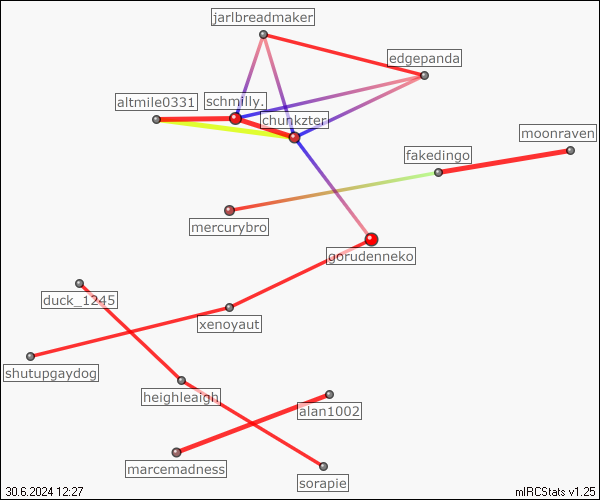 jarlbreadmaker
edgepanda
altmile0331
schmilly.
chunkzter
moonraven
fakedingo
mercurybro
gorudenneko
duck_1245
xenoyaut
shutupgaydog
heighleaigh
alan1002
marcemadness
sorapie
30.6.2024 12:27
mIRCStats v1.25